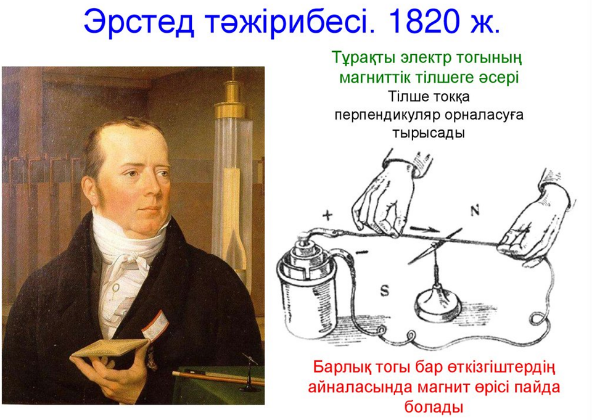 Эрстед тәжірибесі. 1820 ж.
Тұрақты электр тогының
магниттік тілшеге әсері
Тілше токқа
перпендикуляр орналасуға
тырысады
N
+
−
S
Барлық тогы бар өткізгіштердің
айналасында магнит өрісі пайда
болады